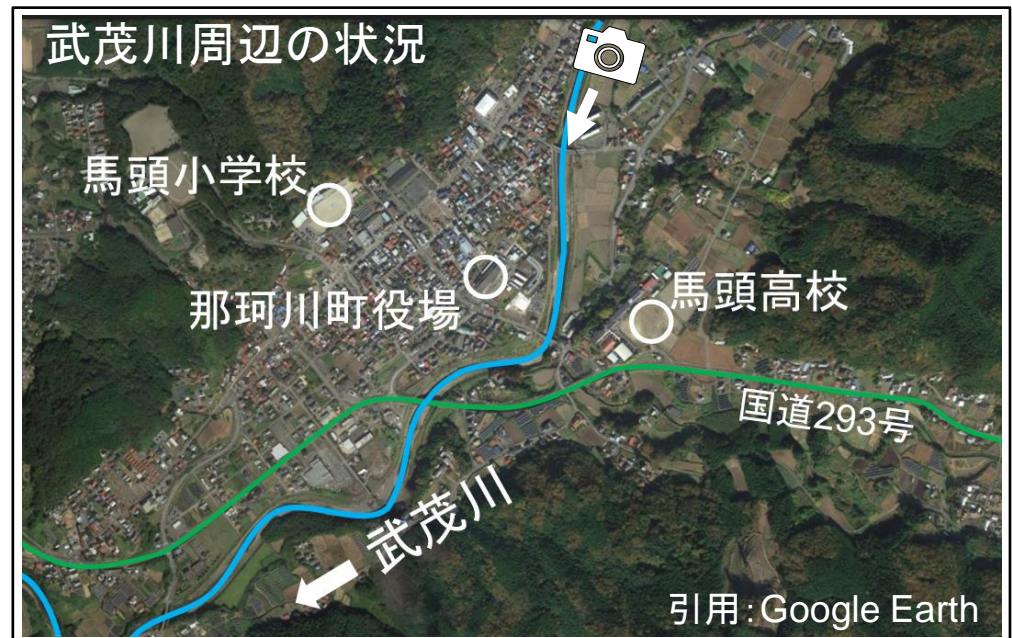 武茂川周辺の状況
馬頭小学校
那珂川町役場
馬頭高校
国道293号
武茂川
引用:Google Earth